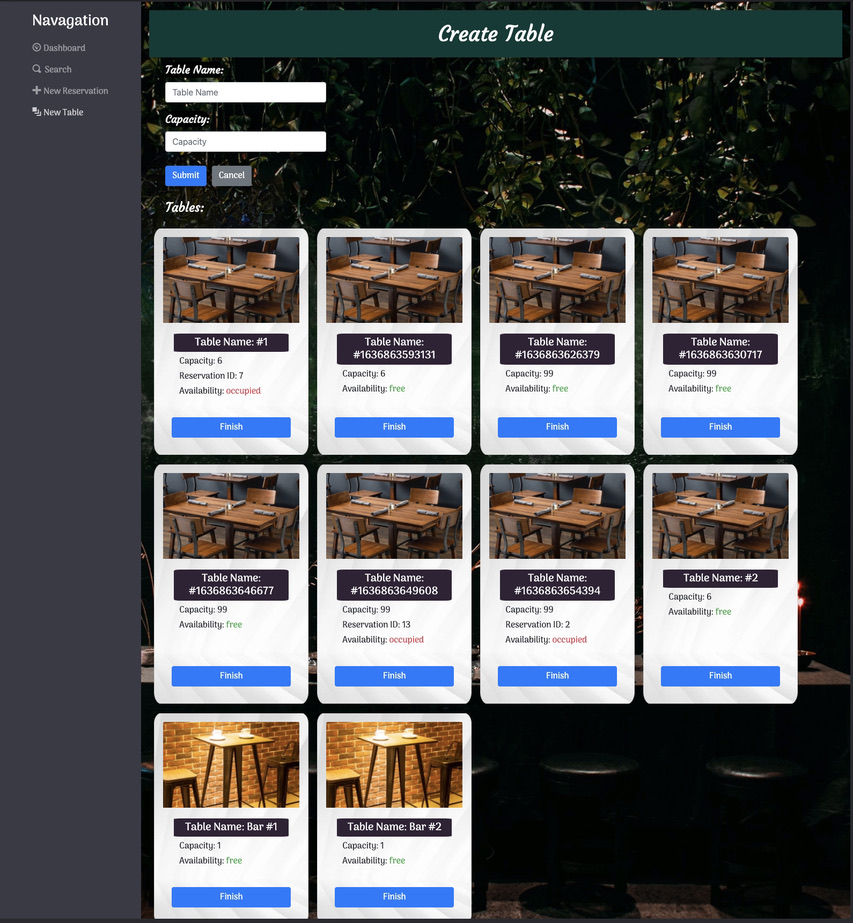 Navagation
Dashboard
Search
New Reservation
New Table
Create Table
Table Name:
Table Name
Capacity:
Capacity
Submit
Cancel
Tables:
Table Name: #1
Capacity: 6
Reservation ID: 7
Availability: occupied
Finish
Table Name:
#1636863593131
Capacity: 6
Availability: free
Finish
Table Name:
#1636863626379
Capacity: 99
Availability: free
Finish
Table Name:
#1636863630717
Capacity: 99
Availability: free
Finish
Table Name:
#1636863646677
Capacity: 99
Availability: free
Finish
Table Name:
#1636863649608
Capacity: 99
Reservation ID: 13
Availability: occupied
Finish
Table Name:
#1636863654394
Capacity: 99
Reservation ID: 2
Availability: occupied
Finish
Table Name: #2
Capacity: 6
Availability: free
Finish
Table Name: Bar #1
Capacity: 1
Availability: free
Finish
Table Name: Bar #2
Capacity: 1
Availability: free
Finish